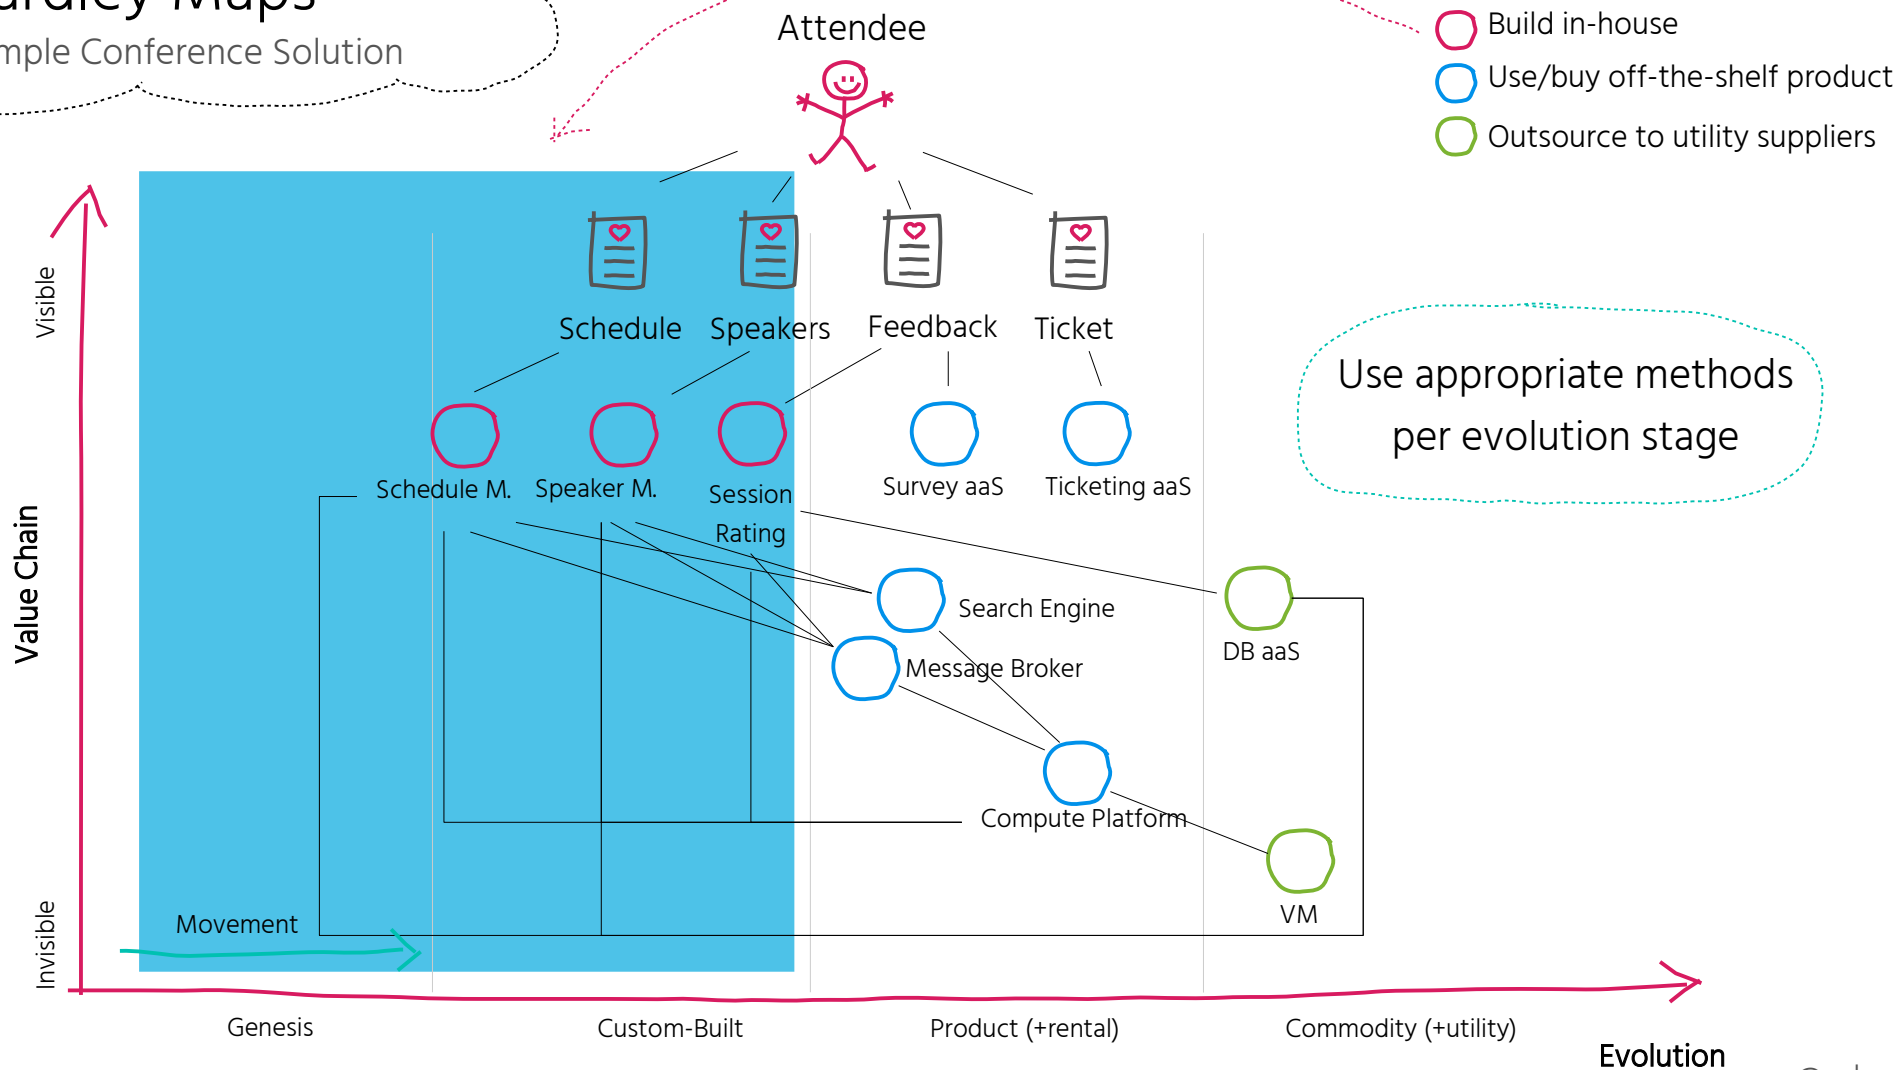 Maps
Conference Solution
Attendee
Build in-house
Use/buy off-the-shelf product
Outsource to utility suppliers
Visible
Schedule
Speakers
Feedback
Ticket
Use appropriate methods
per evolution stage
Schedule M.
Speaker M.
Session
Rating
Survey aaS
Ticketing aaS
Value Chain
Search Engine
DB aaS
Message Broker
Compute Platform
VM
Movement
Invisible
Genesis
Custom-Built
Product (+rental)
Commodity (+utility)
Evolution